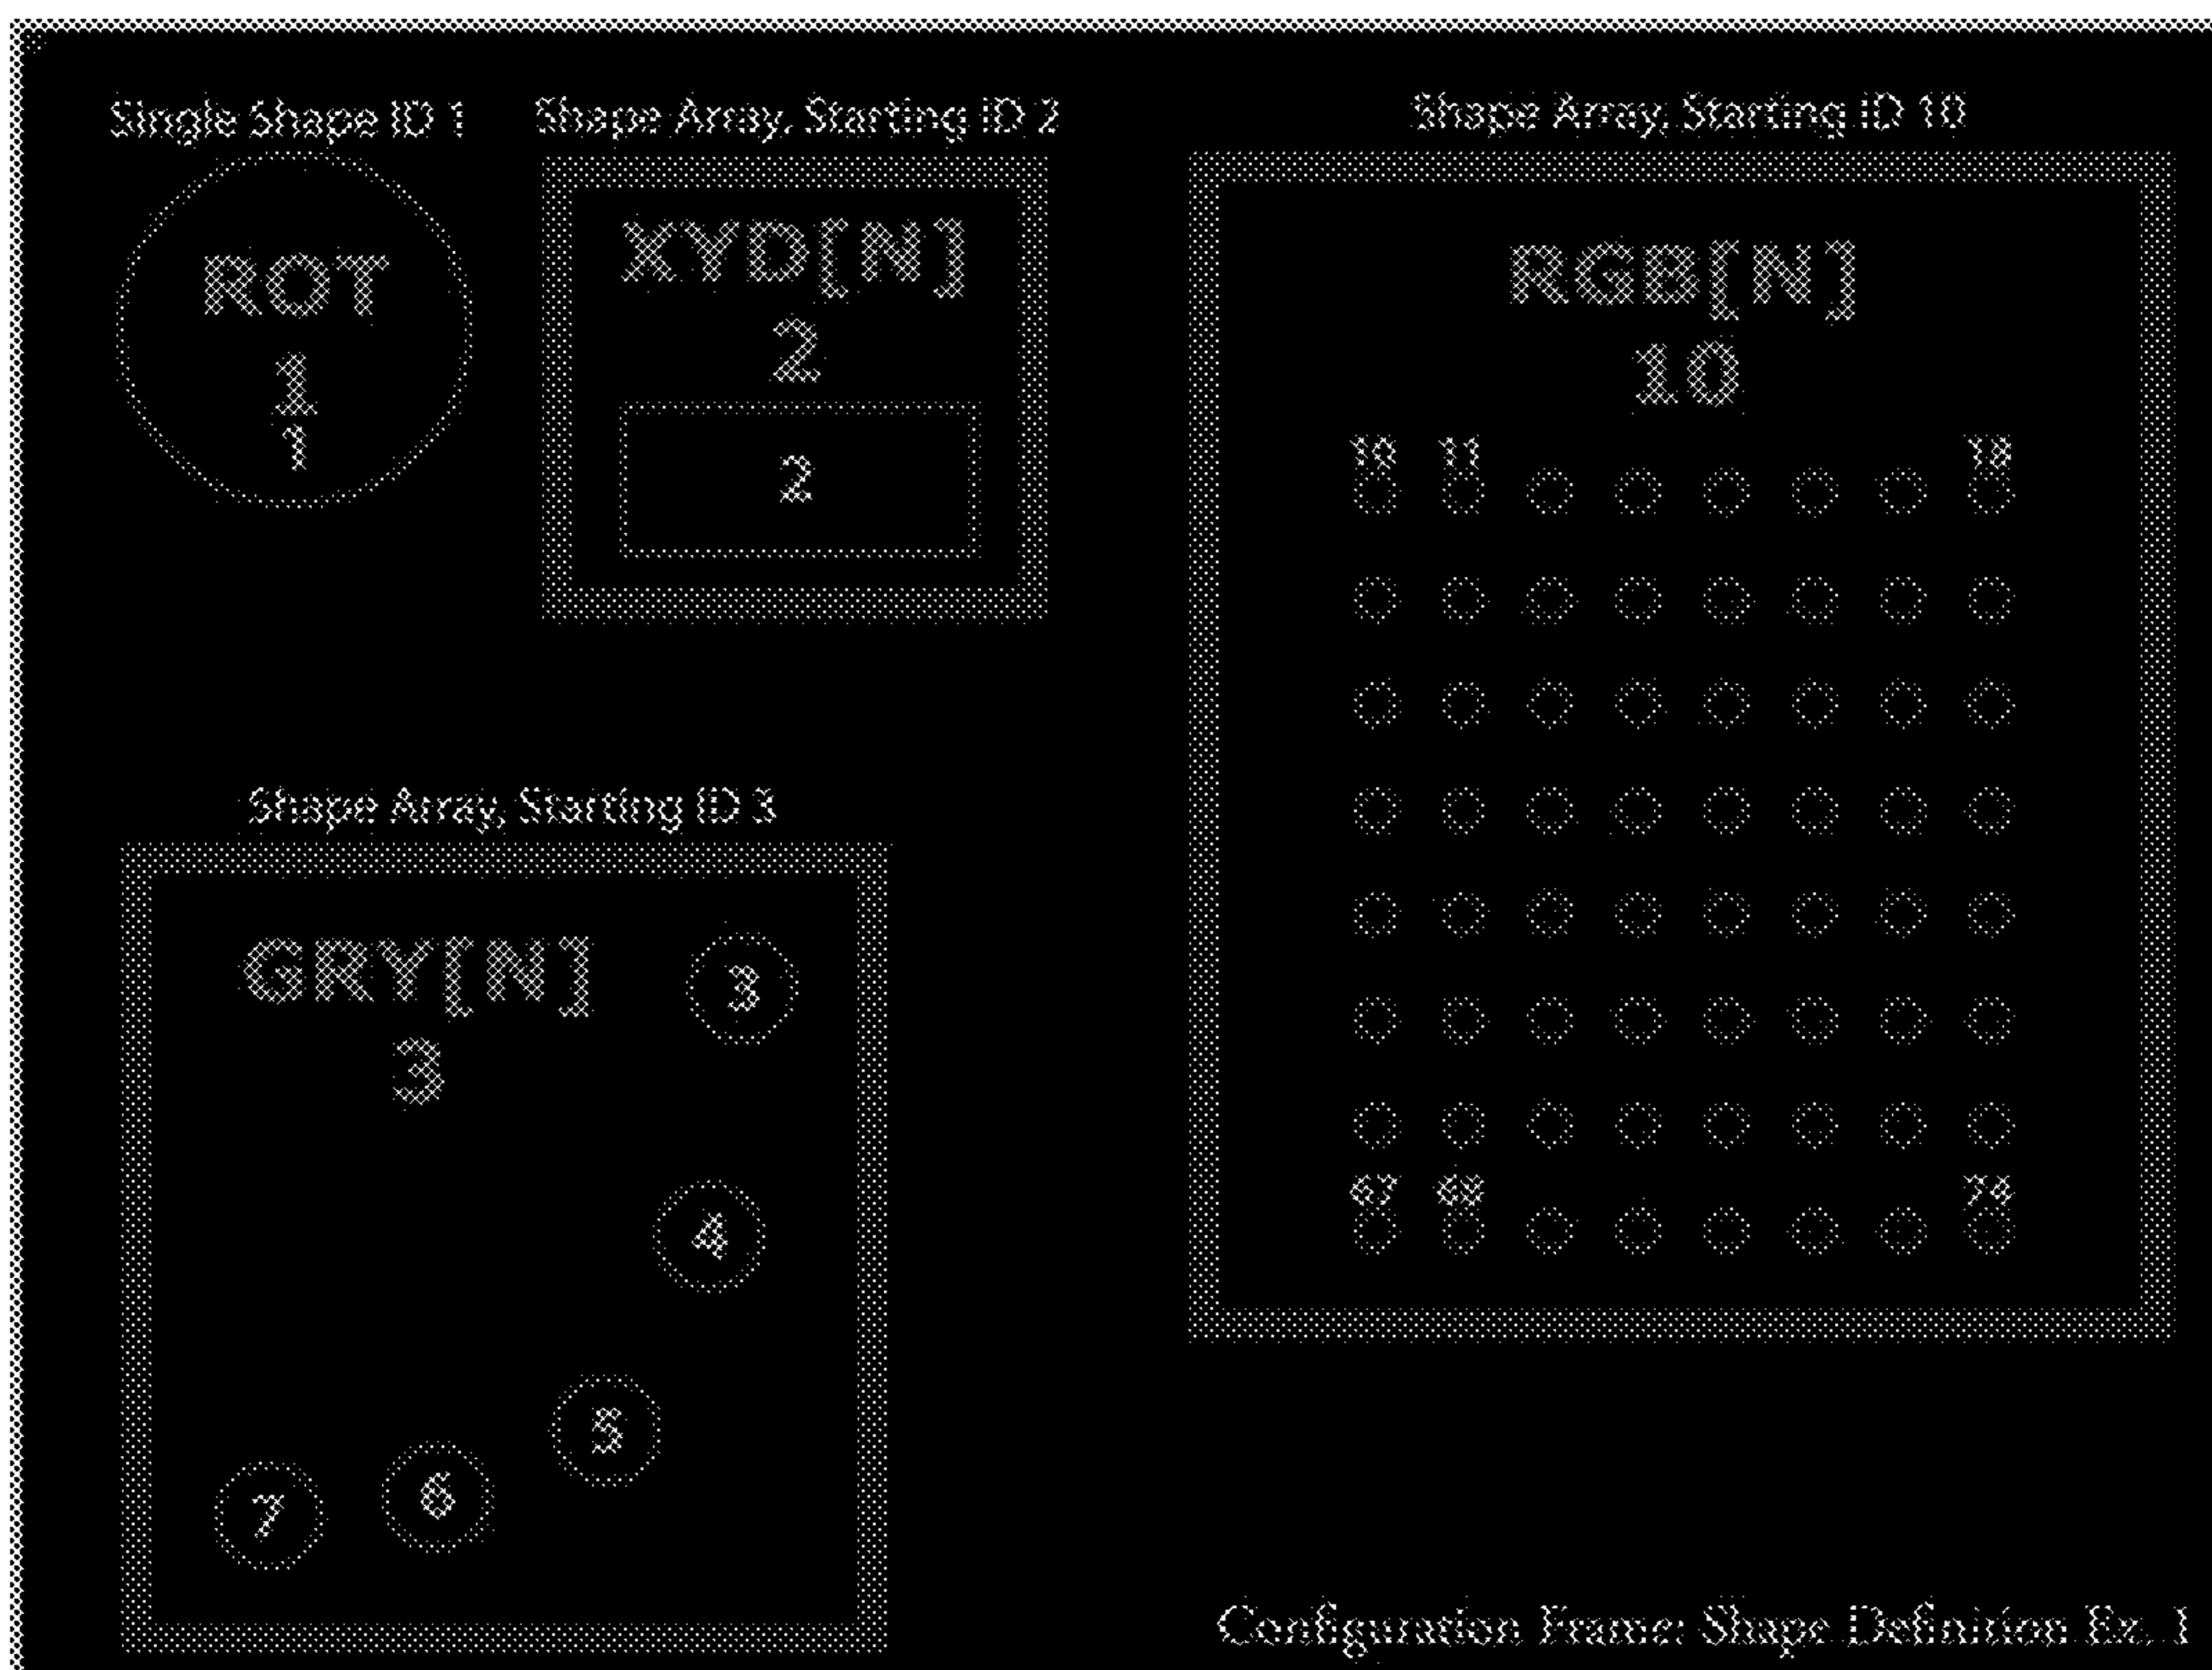 Single Shape ID 1
ROT
1
1
Shape Array, Starting ID 2
XYD[N]
2
2
Shape Array, Starting ID 10
RGB[N]
10
10 11 18
67 68 74
Shape Array, Starting ID 3
GRY[N]
3
3
4
5
6
7
Configuration Frame: Shape Definition Ex. 1